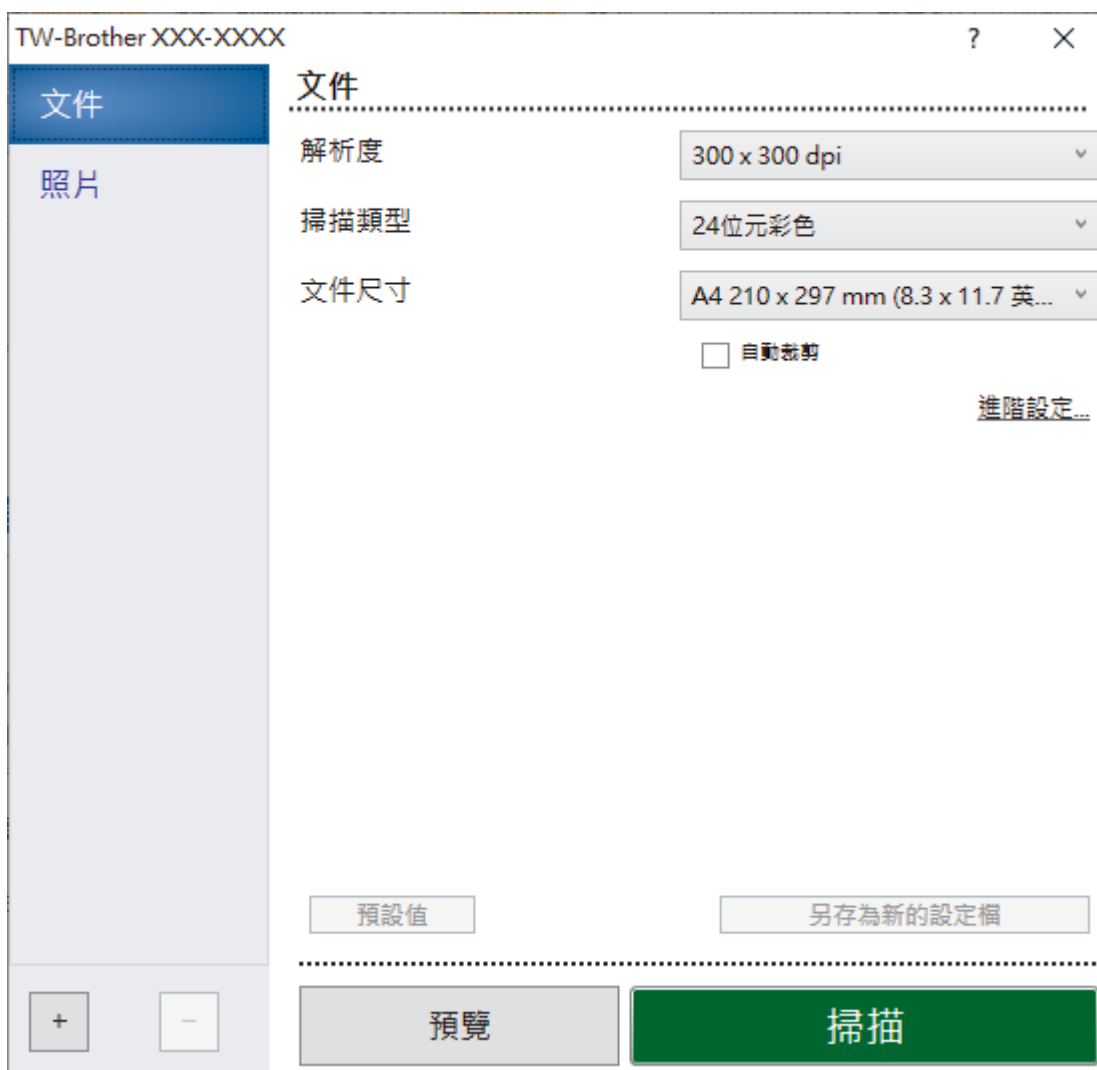 TW-Brother XXX-XXXX
?
文件
照片
文件
解析度
300 x 300 dpi
掃描類型
24位元彩色
文件尺寸
A4 210 x 297 mm (8.3 x 11.7 英...
自動裁剪
進階設定...
預設值
另存為新的設定檔
+
−
預覽
掃描